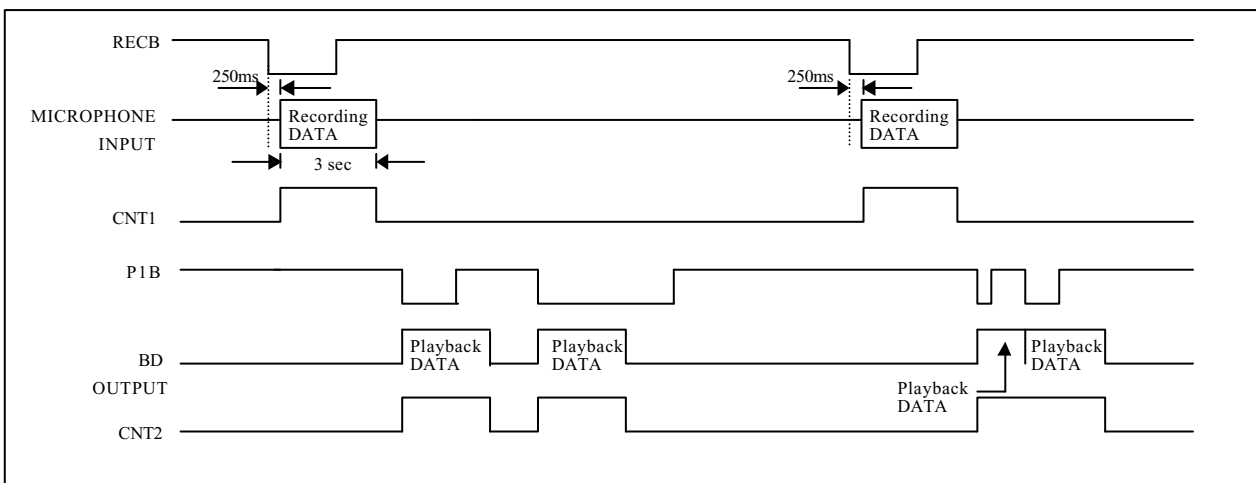 RECB
250ms
250ms
MICROPHONE
INPUT
Recording
DATA
Recording
DATA
3 sec
CNT1
P1B
BD
OUTPUT
Playback
DATA
Playback
DATA
Playback
DATA
Playback
DATA
CNT2